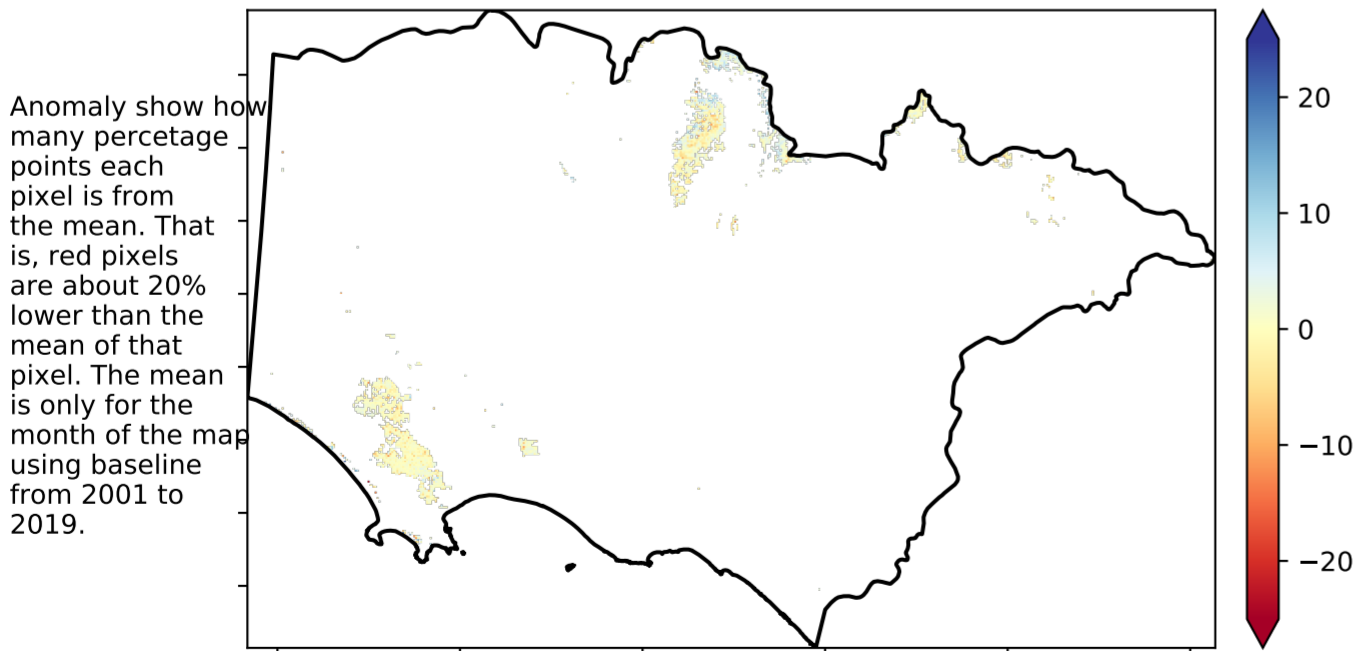 Anomaly show how
many percetage
points each
pixel is from
the mean. That
is, red pixels
are about 20%
lower than the
mean of that
pixel. The mean
is only for the
month of the map
using baseline
from 2001 to
2019.
20
10
0
−10
−20